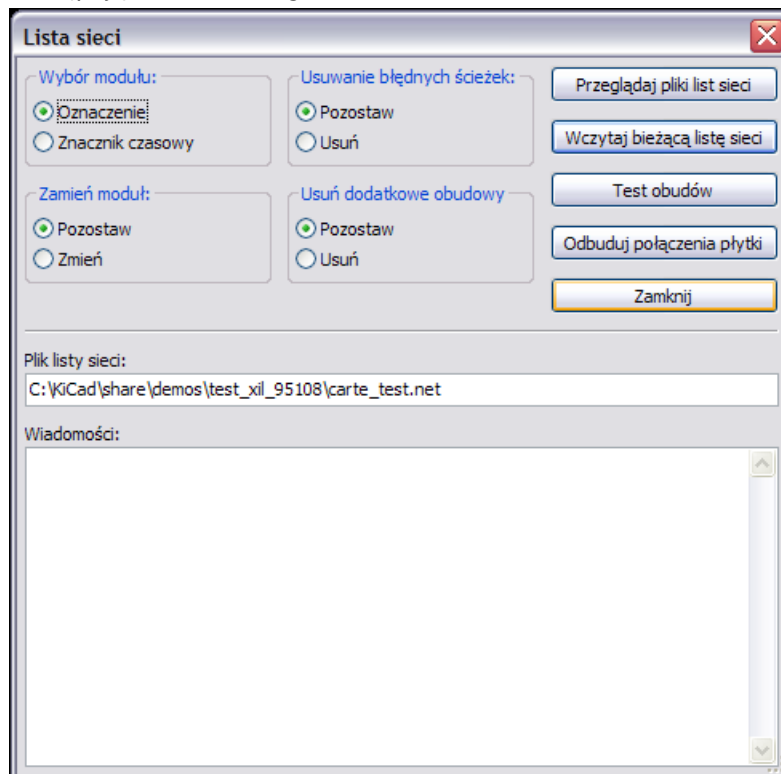 Lista sieci
Wybór modułu:
Oznaczenie
Znacznik czasowy
Usuwanie błędnych ścieżek:
Pozostaw
Usuń
Przeglądaj pliki list sieci
Wczytaj bieżącą listę sieci
Zamień moduł:
Pozostaw
Zmień
Usuń dodatkowe obudowy
Pozostaw
Usuń
Test obudów
Odbuduj połączenia płytki
Zamknij
Plik listy sieci:
C:\KiCad\share\demos\test_xil_95108\carte_test.net
Wiadomości: